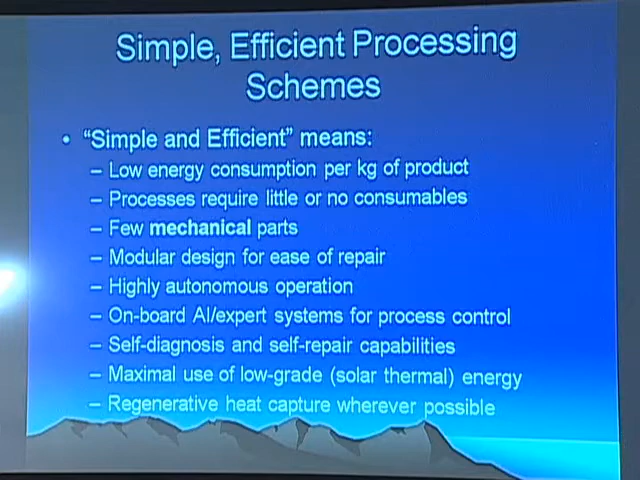 Simple, Efficient Processing
Schemes
• “Simple and Efficient” means:
– Low energy consumption per kg of product
– Processes require little or no consumables
– Few mechanical parts
– Modular design for ease of repair
– Highly autonomous operation
– On-board AI/expert systems for process control
– Self-diagnosis and self-repair capabilities
– Maximal use of low-grade (solar thermal) energy
– Regenerative heat capture wherever possible